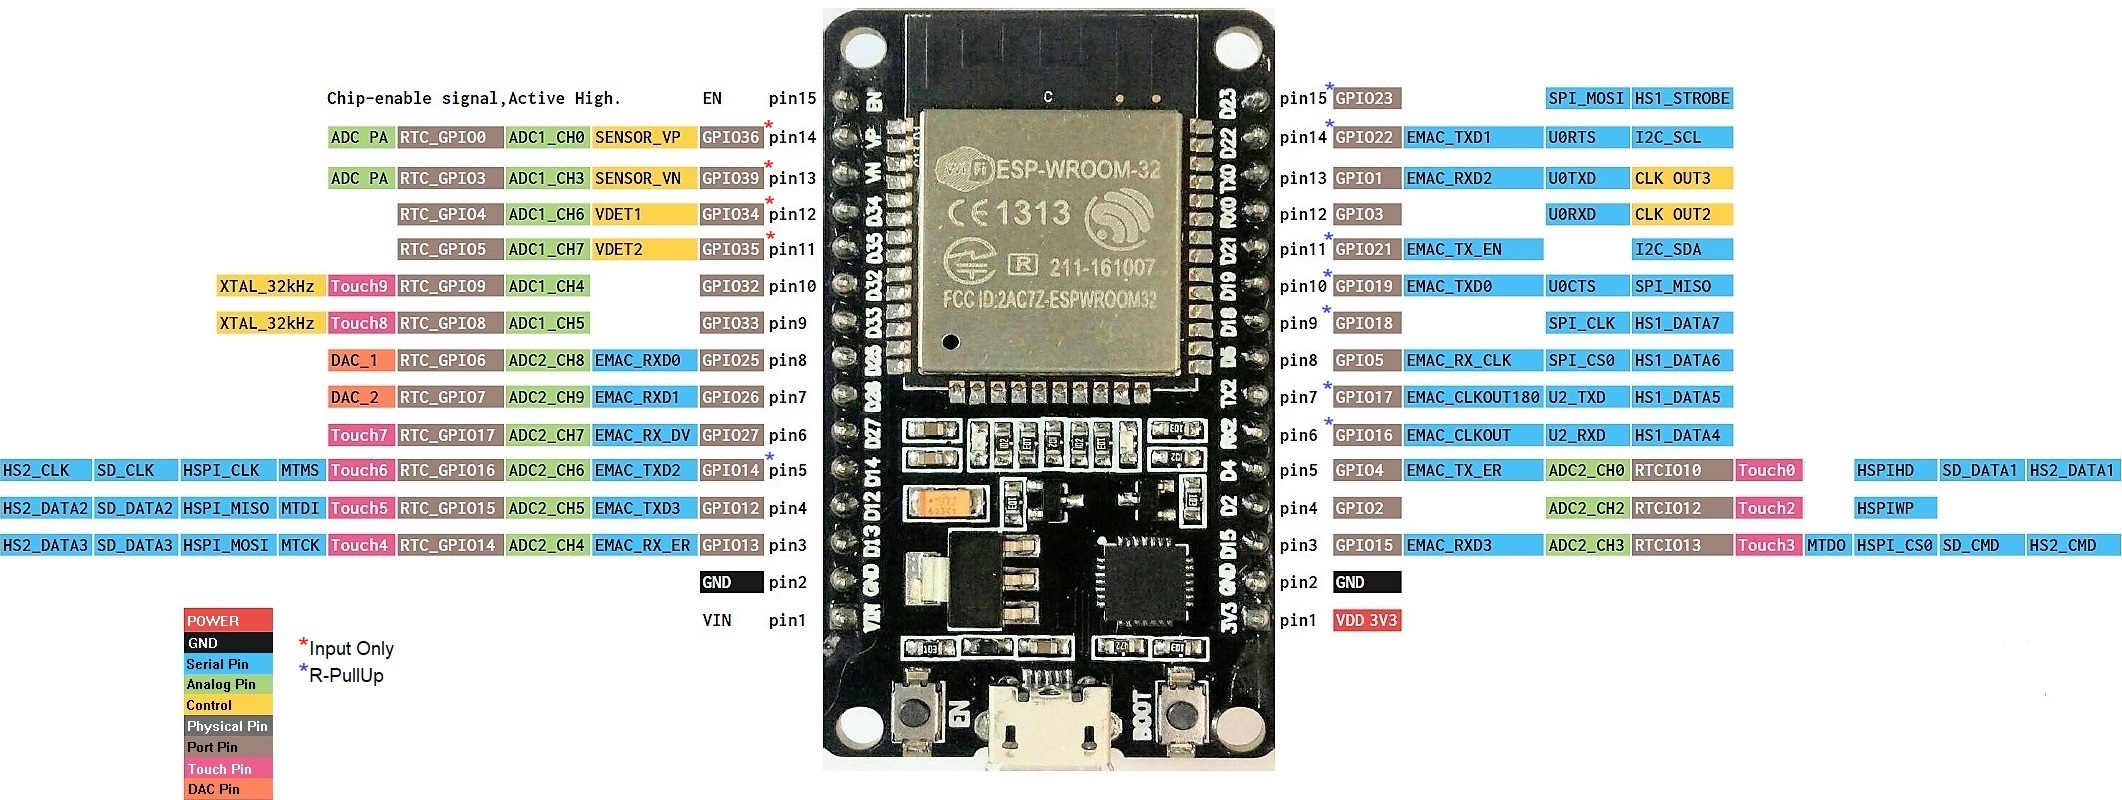 Chip-enable signal,Active High. EN pin15
ADC PA RTC_GPIO0 ADC1_CH0 SENSOR_VP GPIO36 * pin14
ADC PA RTC_GPIO3 ADC1_CH3 SENSOR_VN GPIO39 * pin13
RTC_GPIO4 ADC1_CH6 VDET1 GPIO34 * pin12
RTC_GPIO5 ADC1_CH7 VDET2 GPIO35 * pin11
XTAL_32kHz Touch9 RTC_GPIO9 ADC1_CH4 GPIO32 pin10
XTAL_32kHz Touch8 RTC_GPIO8 ADC1_CH5 GPIO33 pin9
DAC_1 RTC_GPIO6 ADC2_CH8 EMAC_RXD0 GPIO25 pin8
DAC_2 RTC_GPIO7 ADC2_CH9 EMAC_RXD1 GPIO26 pin7
Touch7 RTC_GPIO17 ADC2_CH7 EMAC_RX_DV GPIO27 pin6
HS2_CLK SD_CLK HSPI_CLK MTMS Touch6 RTC_GPIO16 ADC2_CH6 EMAC_TXD2 GPIO14 * pin5
HS2_DATA2 SD_DATA2 HSPI_MISO MTDI Touch5 RTC_GPIO15 ADC2_CH5 EMAC_TXD3 GPIO12 pin4
HS2_DATA3 SD_DATA3 HSPI_MOSI MTCK Touch4 RTC_GPIO14 ADC2_CH4 EMAC_RX_ER GPIO13 pin3
GND pin2
VIN pin1
POWER
GND
Serial Pin
Analog Pin
Control
Physical Pin
Port Pin
Touch Pin
DAC Pin
*Input Only
*R-PullUp
EN
VP
VN
D34
D35
D32
D33
D25
D26
D27
D14
D12
D13
GND
VIN
C
Wi Fi ESP-WROOM-32
CE1313
R 211-161007
FCC ID:2AC7Z-ESPWROOM32
EN
BOOT
D23
D22
TX0
RX0
D21
D19
D18
D5
TX2
RX2
D4
D2
D15
GND
3V3
pin15 * GPIO23 SPI_MOSI HS1_STROBE
pin14 * GPIO22 EMAC_TXD1 U0RTS I2C_SCL
pin13 GPIO1 EMAC_RXD2 U0TXD CLK OUT3
pin12 GPIO3 U0RXD CLK OUT2
pin11 * GPIO21 EMAC_TX_EN I2C_SDA
pin10 * GPIO19 EMAC_TXD0 U0CTS SPI_MISO
pin9 * GPIO18 SPI_CLK HS1_DATA7
pin8 GPIO5 EMAC_RX_CLK SPI_CS0 HS1_DATA6
pin7 * GPIO17 EMAC_CLKOUT180 U2_TXD HS1_DATA5
pin6 * GPIO16 EMAC_CLKOUT U2_RXD HS1_DATA4
pin5 GPIO4 EMAC_TX_ER ADC2_CH0 RTCIO10 Touch0 HSPIHD SD_DATA1 HS2_DATA1
pin4 GPIO2 ADC2_CH2 RTCIO12 Touch2 HSPIWP
pin3 GPIO15 EMAC_RXD3 ADC2_CH3 RTCIO13 Touch3 MTDO HSPI_CS0 SD_CMD HS2_CMD
pin2 GND
pin1 VDD 3V3